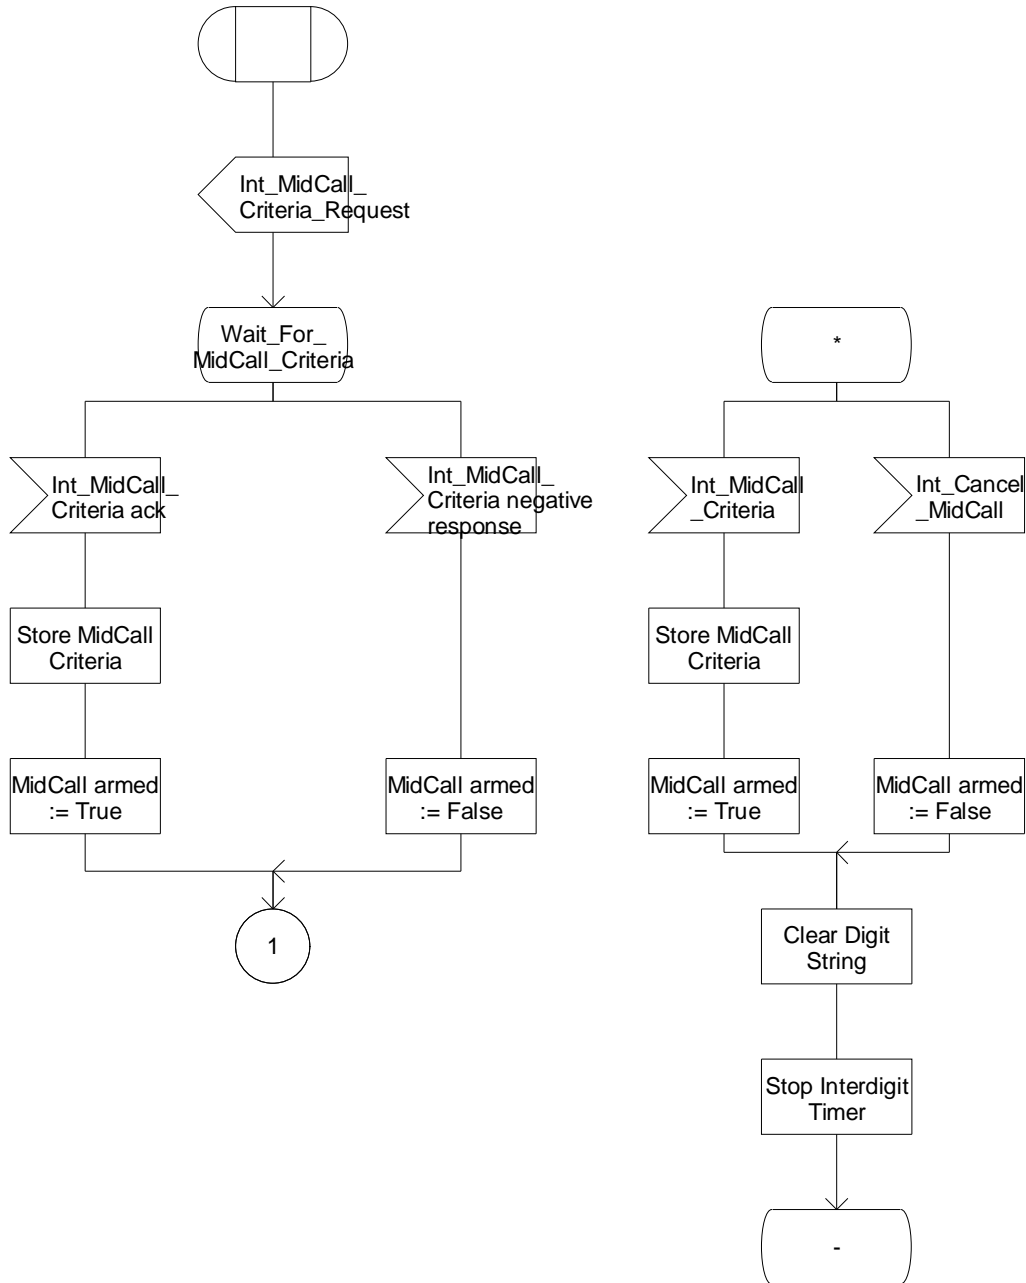 Int_MidCall_
Criteria_Request
Wait_For_
MidCall_Criteria
*
Int_MidCall_
Criteria ack
Int_MidCall_
Criteria negative
response
Int_MidCall
_Criteria
Int_Cancel
_MidCall
Store MidCall
Criteria
Store MidCall
Criteria
MidCall armed
:= True
MidCall armed
:= False
MidCall armed
:= True
MidCall armed
:= False
1
Clear Digit
String
Stop Interdigit
Timer
-